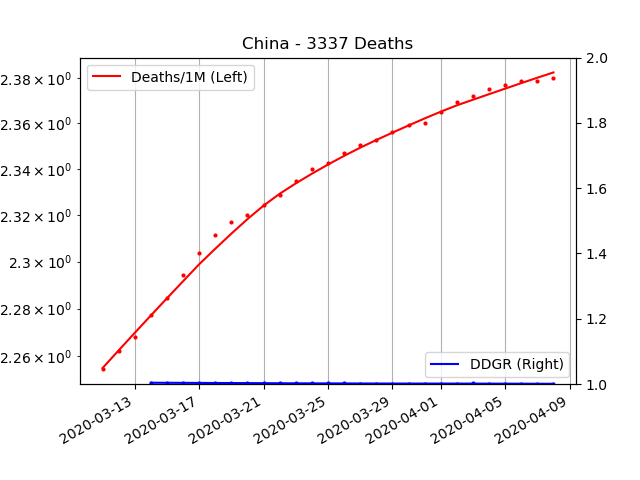 China - 3337 Deaths
Deaths/1M (Left)
2.38 × 10⁰
2.36 × 10⁰
2.34 × 10⁰
2.32 × 10⁰
2.3 × 10⁰
2.28 × 10⁰
2.26 × 10⁰
2.0
1.8
1.6
1.4
1.2
1.0
DDGR (Right)
2020-03-13
2020-03-17
2020-03-21
2020-03-25
2020-03-29
2020-04-01
2020-04-05
2020-04-09